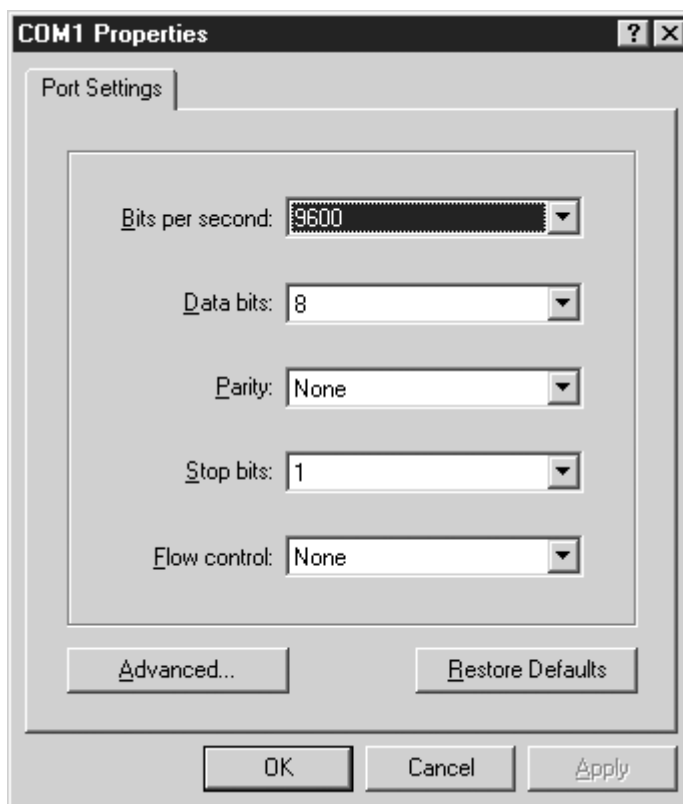 COM1 Properties
Port Settings
Bits per second: 9600
Data bits: 8
Parity: None
Stop bits: 1
Flow control: None
Advanced... Restore Defaults
OK Cancel Apply